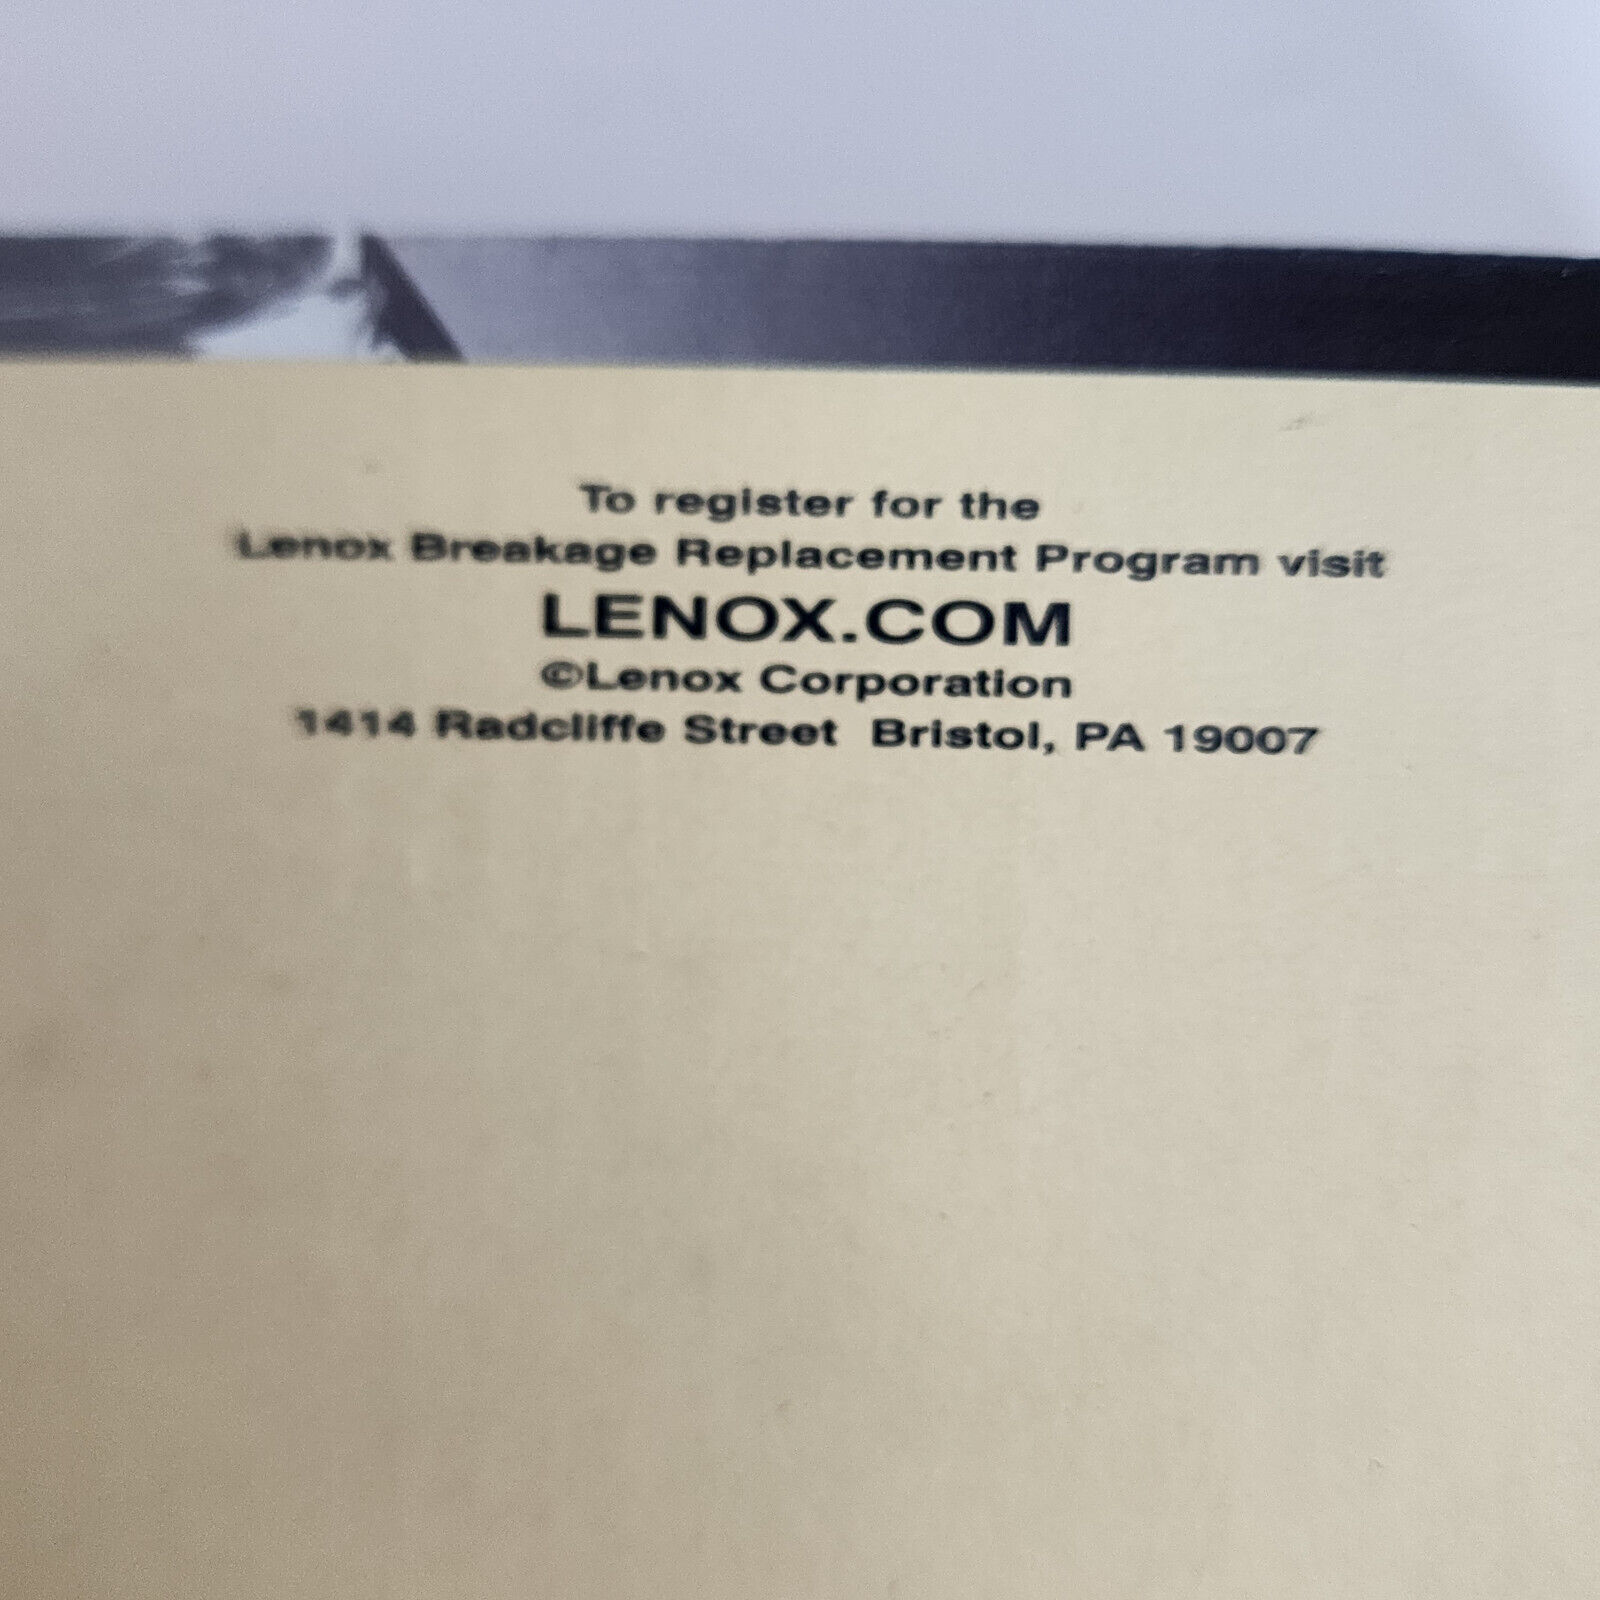 To register for the
Lenox Breakage Replacement Program visit
LENOX.COM
©Lenox Corporation
1414 Radcliffe Street Bristol, PA 19007